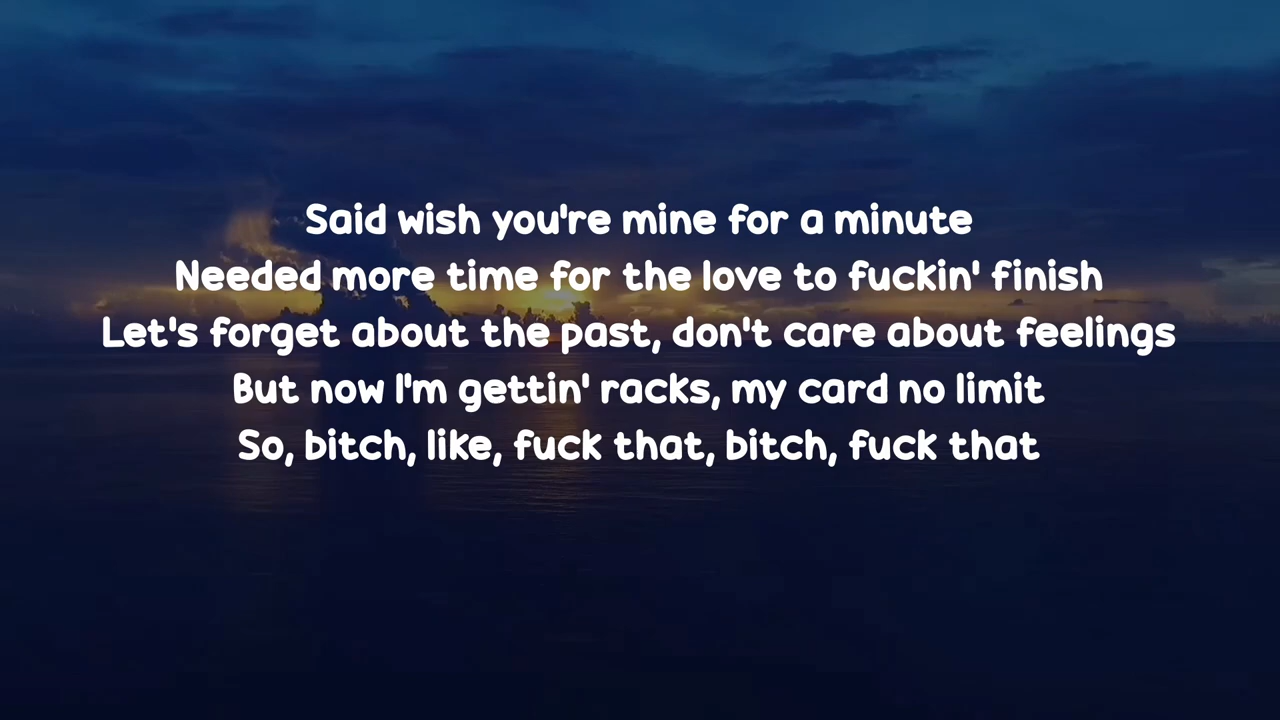 Said wish you're mine for a minute
Needed more time for the love to fuckin' finish
Let's forget about the past, don't care about feelings
But now I'm gettin' racks, my card no limit
So, bitch, like, fuck that, bitch, fuck that